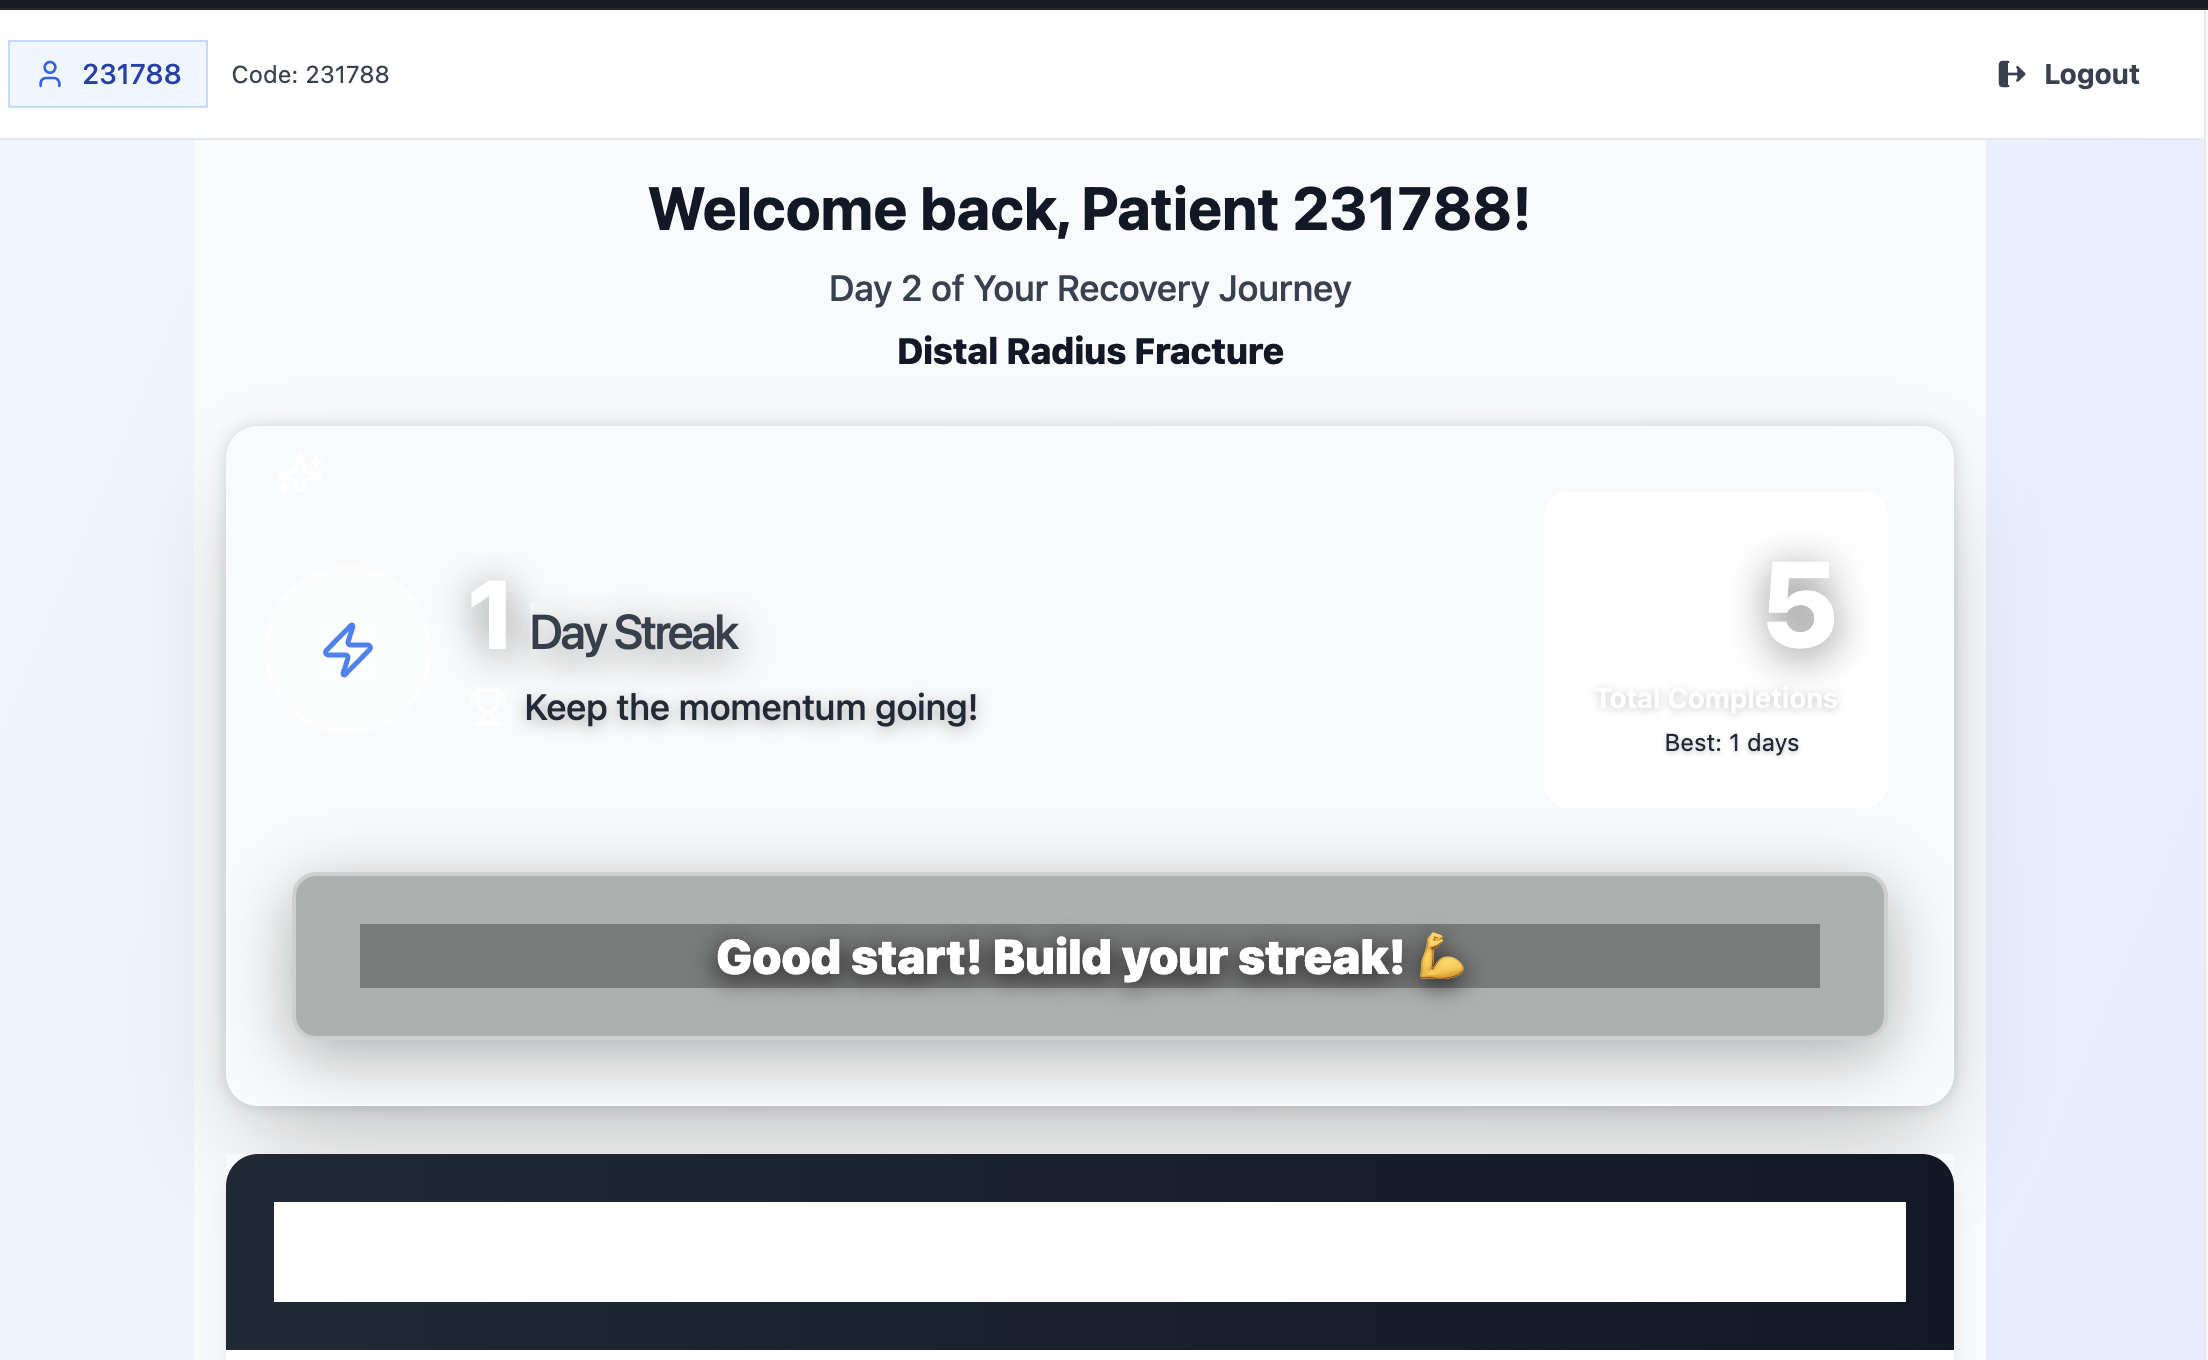 231788
Code: 231788
Logout
Welcome back, Patient 231788!
Day 2 of Your Recovery Journey
Distal Radius Fracture
1 Day Streak
Keep the momentum going!
5
Total Completions
Best: 1 days
Good start! Build your streak! 💪